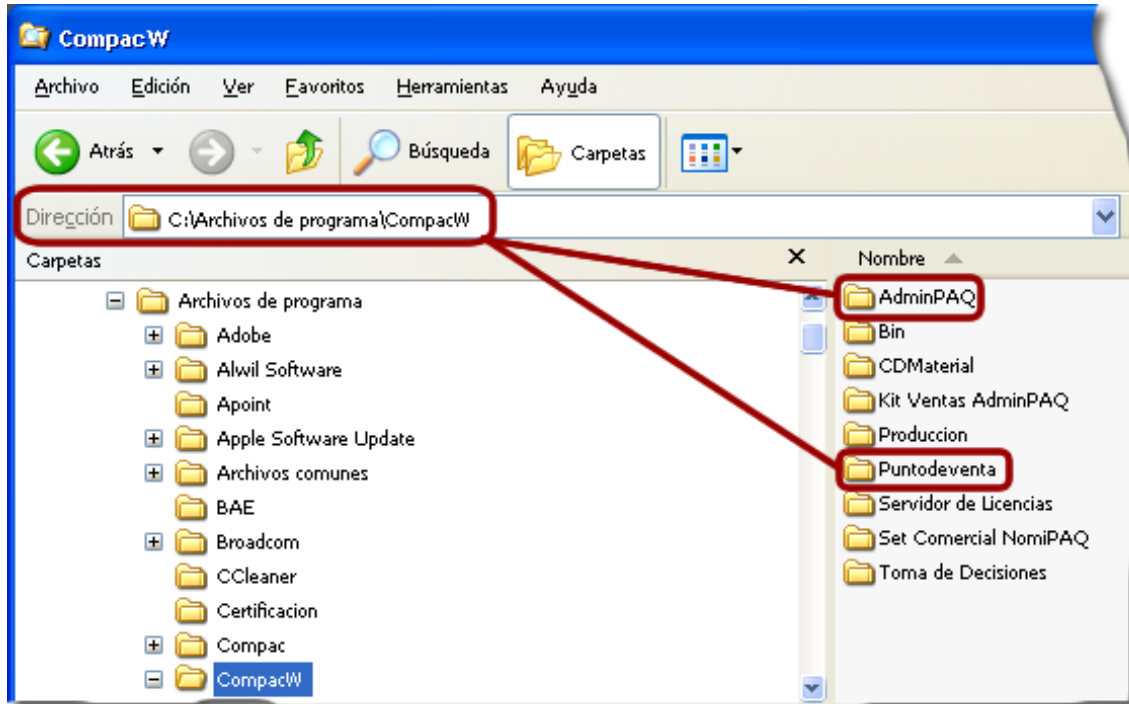 CompacW
Archivo Edición Ver Favoritos Herramientas Ayuda
Atrás Búsqueda Carpetas
Dirección C:\Archivos de programa\CompacW
Carpetas
Archivos de programa
Adobe
Alwil Software
Apoint
Apple Software Update
Archivos comunes
BAE
Broadcom
CCleaner
Certificacion
Compac
CompacW
Nombre
AdminPAQ
Bin
CDMaterial
Kit Ventas AdminPAQ
Produccion
Puntodeventa
Servidor de Licencias
Set Comercial NomiPAQ
Toma de Decisiones